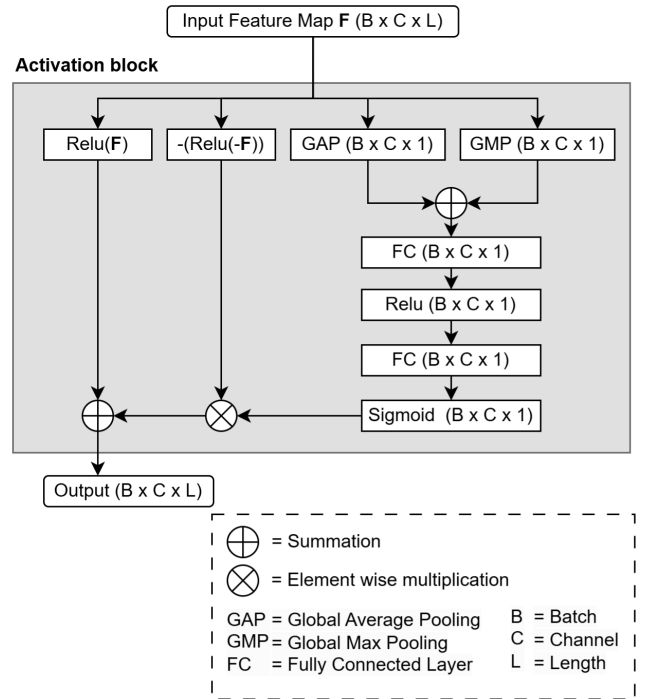 Input Feature Map F (B x C x L)
Activation block
Relu(F)
-(Relu(-F))
GAP (B x C x 1)
GMP (B x C x 1)
FC (B x C x 1)
Relu (B x C x 1)
FC (B x C x 1)
Sigmoid (B x C x 1)
Output (B x C x L)
= Summation
= Element wise multiplication
GAP = Global Average Pooling
GMP = Global Max Pooling
FC = Fully Connected Layer
B = Batch
C = Channel
L = Length